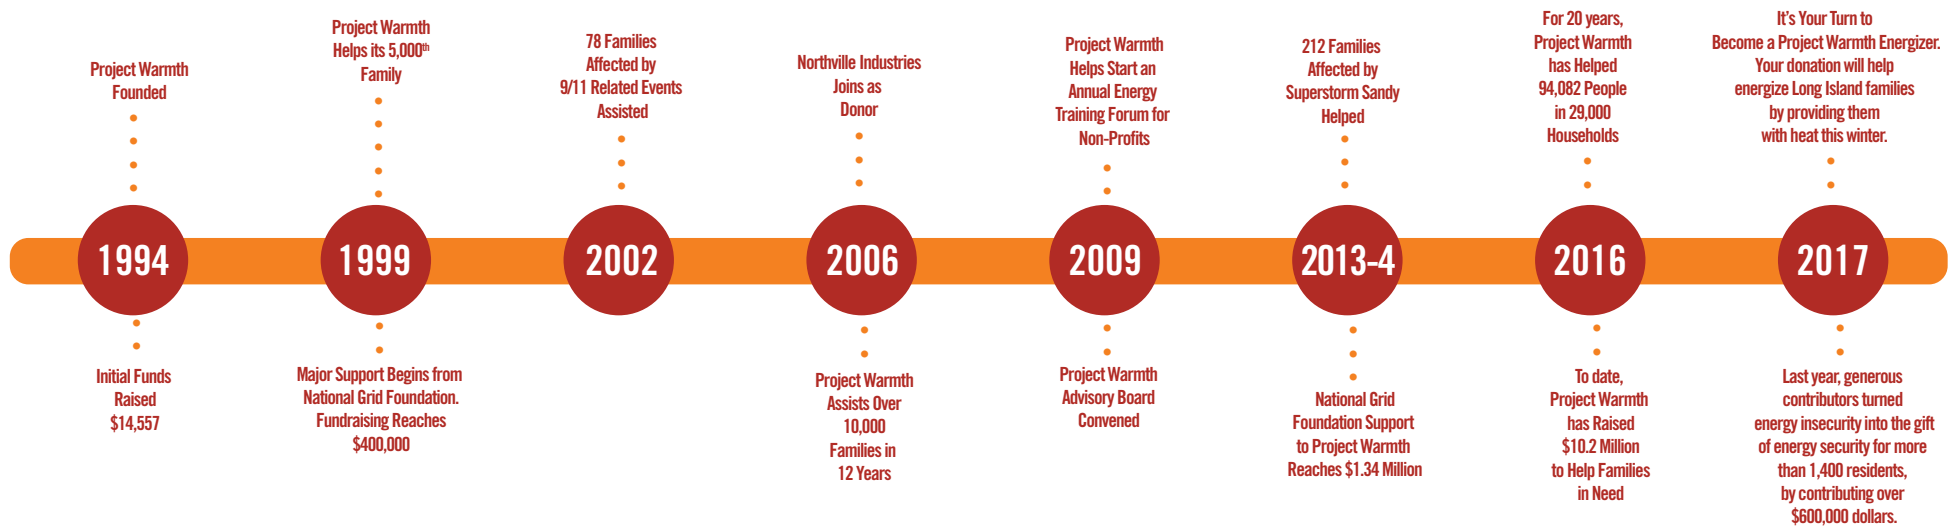 Project Warmth
Founded
1994
Initial Funds
Raised
$14,557
Project Warmth
Helps its 5,000th
Family
1999
Major Support Begins from
National Grid Foundation.
Fundraising Reaches
$400,000
78 Families
Affected by
9/11 Related Events
Assisted
2002
Northville Industries
Joins as
Donor
2006
Project Warmth
Assists Over
10,000
Families in
12 Years
Project Warmth
Helps Start an
Annual Energy
Training Forum for
Non-Profits
2009
Project Warmth
Advisory Board
Convened
212 Families
Affected by
Superstorm Sandy
Helped
2013-4
National Grid
Foundation Support
to Project Warmth
Reaches $1.34 Million
For 20 years,
Project Warmth
has Helped
94,082 People
in 29,000
Households
2016
To date,
Project Warmth
has Raised
$10.2 Million
to Help Families
in Need
It's Your Turn to
Become a Project Warmth Energizer.
Your donation will help
energize Long Island families
by providing them
with heat this winter.
2017
Last year, generous
contributors turned
energy insecurity into the gift
of energy security for more
than 1,400 residents,
by contributing over
$600,000 dollars.